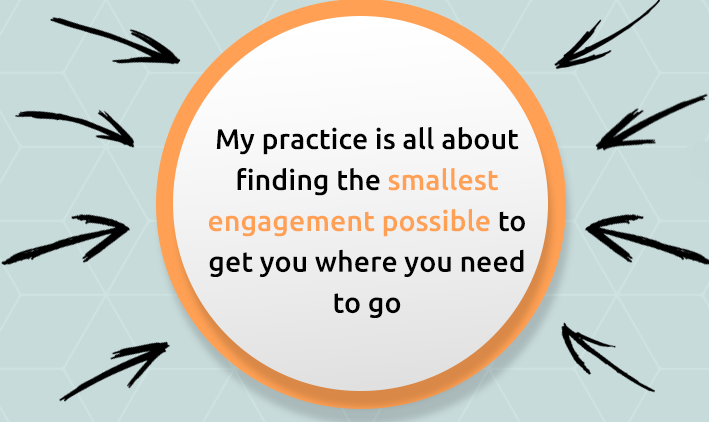 My practice is all about
finding the smallest
engagement possible to
get you where you need
to go